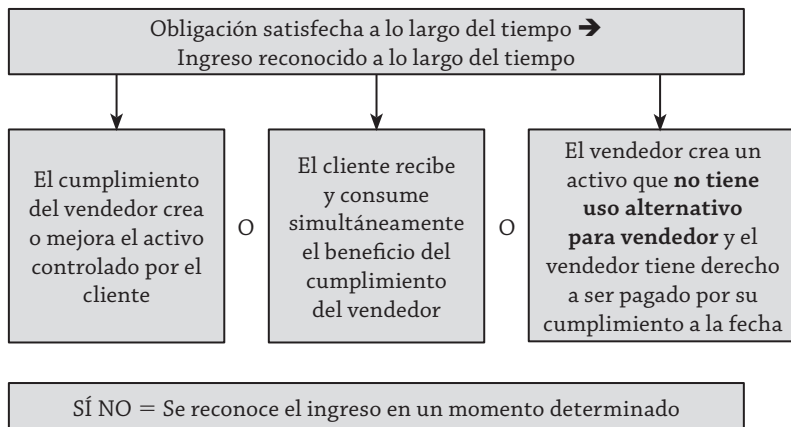 Obligación satisfecha a lo largo del tiempo ➔
Ingreso reconocido a lo largo del tiempo
El cumplimiento
del vendedor crea
o mejora el activo
controlado por el
cliente
O
El cliente recibe
y consume
simultáneamente
el beneficio del
cumplimiento
del vendedor
O
El vendedor crea un
activo que no tiene
uso alternativo
para vendedor y el
vendedor tiene derecho
a ser pagado por su
cumplimiento a la fecha
SÍ NO = Se reconoce el ingreso en un momento determinado